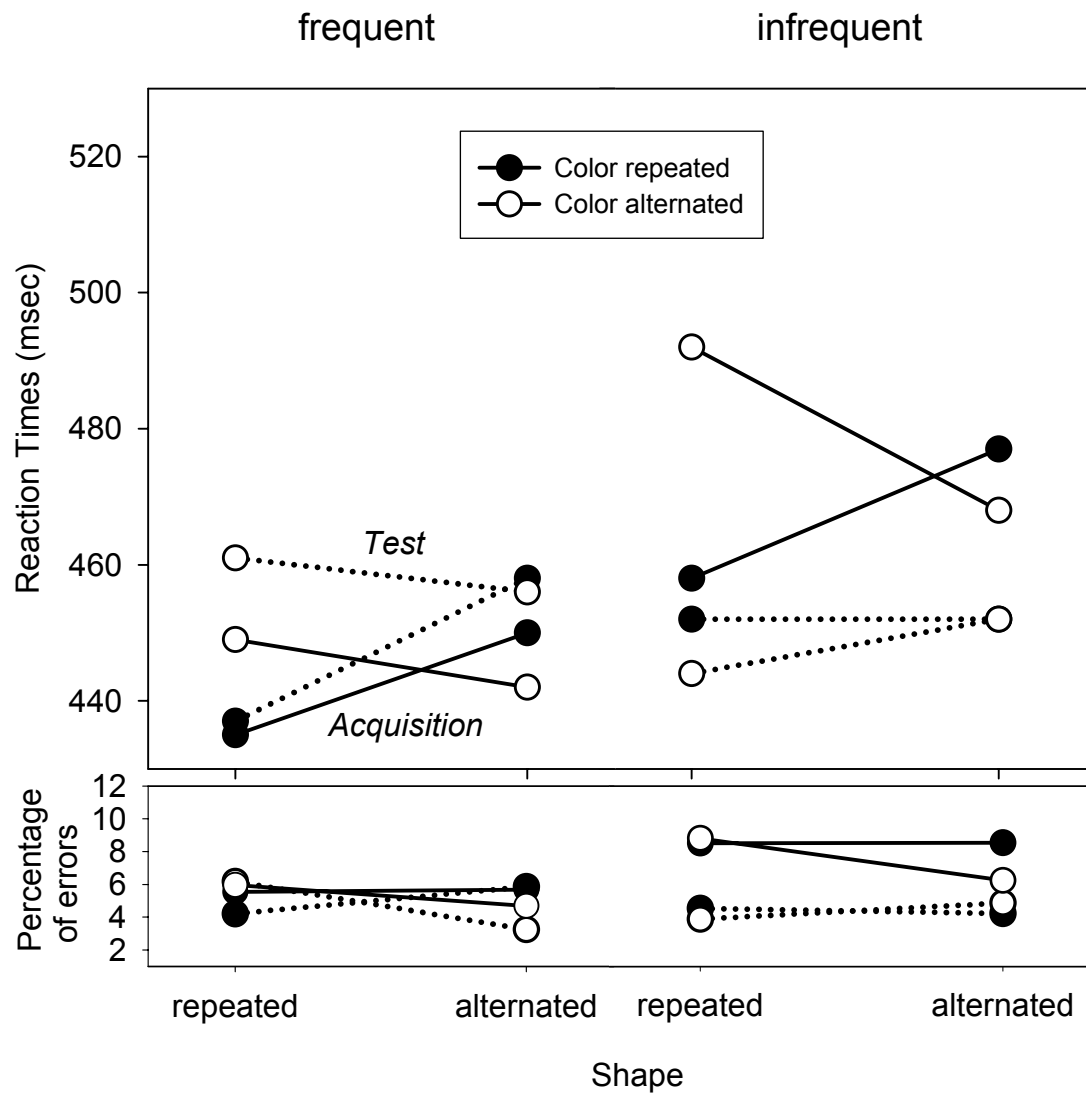 frequent
infrequent
520
500
480
460
440
Reaction Times (msec)
Color repeated
Color alternated
Test
Acquisition
12
10
8
6
4
2
Percentage
of errors
repeated
alternated
repeated
alternated
Shape